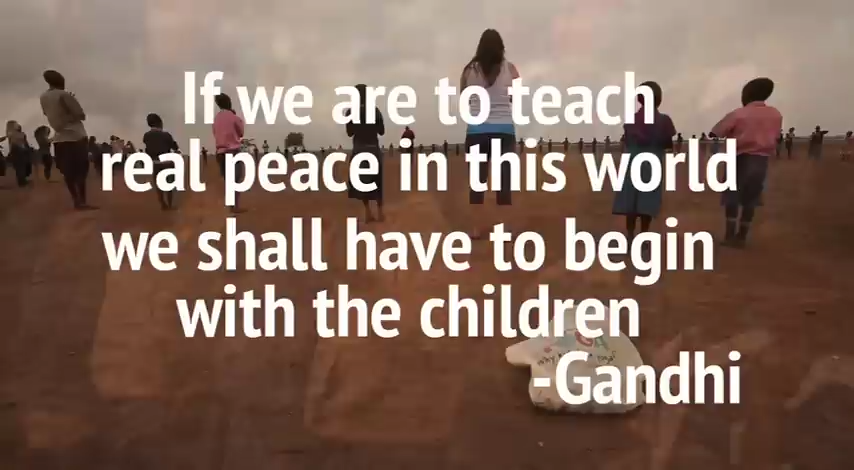 If we are to teach
real peace in this world
we shall have to begin
with the children
-Gandhi